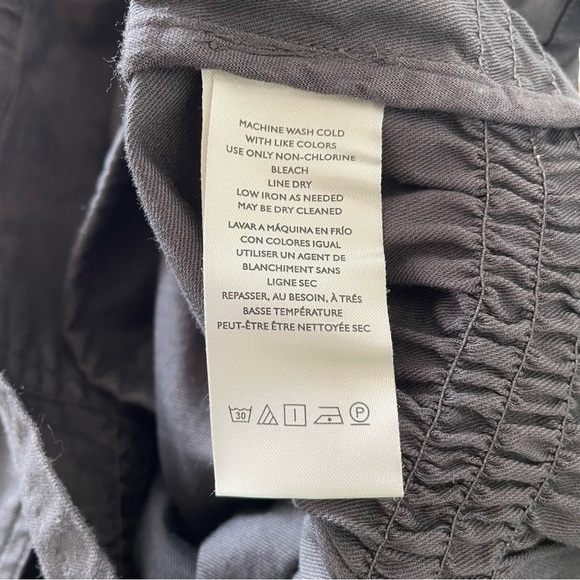 MACHINE WASH COLD
WITH LIKE COLORS
USE ONLY NON-CHLORINE
BLEACH
LINE DRY
LOW IRON AS NEEDED
MAY BE DRY CLEANED
LAVAR A MÁQUINA EN FRÍO
CON COLORES IGUAL
UTILISER UN AGENT DE
BLANCHIMENT SANS
LIGNE SEC
REPASSER, AU BESOIN, À TRÉS
BASSE TEMPÉRATURE
PEUT-ÊTRE ÊTRE NETTOYÉE SEC
30 P